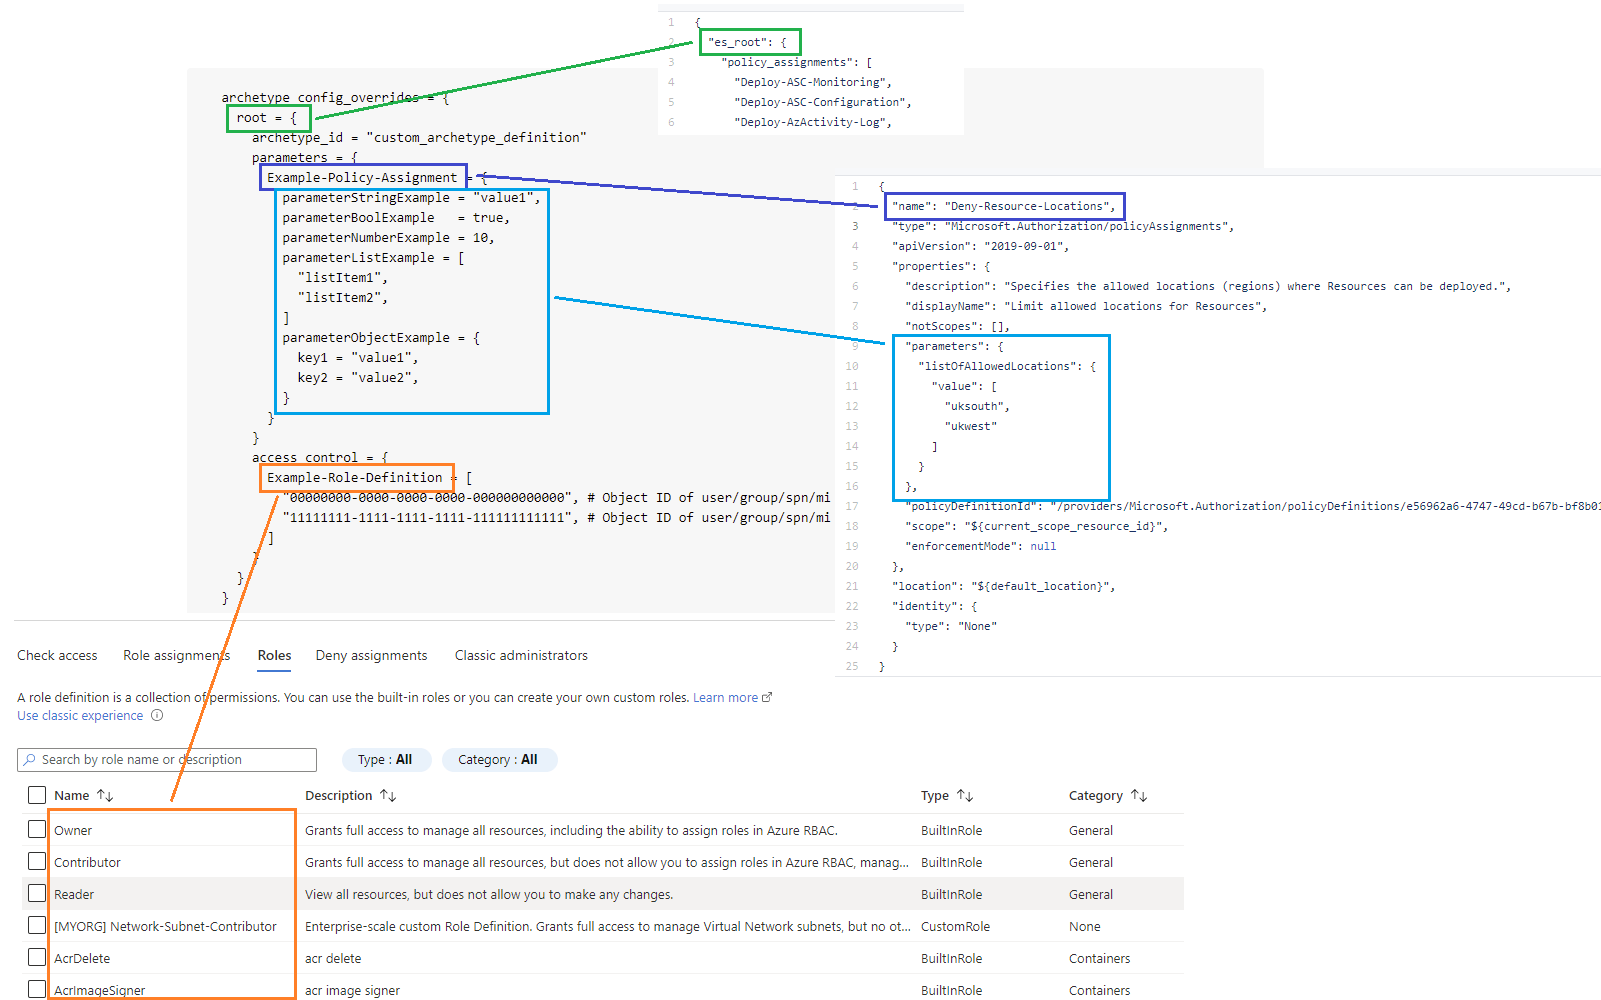 1 {
2 "es_root": {
3 "policy_assignments": [
4 "Deploy-ASC-Monitoring",
5 "Deploy-ASC-Configuration",
6 "Deploy-AzActivity-Log",
archetype_config_overrides = {
root = {
archetype_id = "custom_archetype_definition"
parameters = {
Example-Policy-Assignment = {
parameterStringExample = "value1",
parameterBoolExample   = true,
parameterNumberExample = 10,
parameterListExample = [
"listItem1",
"listItem2",
]
parameterObjectExample = {
key1 = "value1",
key2 = "value2",
}
}
}
access_control = {
Example-Role-Definition = [
"00000000-0000-0000-0000-000000000000", # Object ID of user/group/spn/mi
"11111111-1111-1111-1111-111111111111", # Object ID of user/group/spn/mi
]
}
}
}
1 {
2 "name": "Deny-Resource-Locations",
3 "type": "Microsoft.Authorization/policyAssignments",
4 "apiVersion": "2019-09-01",
5 "properties": {
6 "description": "Specifies the allowed locations (regions) where Resources can be deployed.",
7 "displayName": "Limit allowed locations for Resources",
8 "notScopes": [],
9 "parameters": {
10 "listOfAllowedLocations": {
11 "value": [
12 "uksouth",
13 "ukwest"
14 ]
15 }
16 },
17 "policyDefinitionId": "/providers/Microsoft.Authorization/policyDefinitions/e56962a6-4747-49cd-b67b-bf8b01
18 "scope": "${current_scope_resource_id}",
19 "enforcementMode": null
20 },
21 "location": "${default_location}",
22 "identity": {
23 "type": "None"
24 }
25 }
Check access Role assignments Roles Deny assignments Classic administrators
A role definition is a collection of permissions. You can use the built-in roles or you can create your own custom roles. Learn more
Use classic experience
Search by role name or description Type : All Category : All
Name Description Type Category
Owner Grants full access to manage all resources, including the ability to assign roles in Azure RBAC. BuiltInRole General
Contributor Grants full access to manage all resources, but does not allow you to assign roles in Azure RBAC, manag... BuiltInRole General
Reader View all resources, but does not allow you to make any changes. BuiltInRole General
[MYORG] Network-Subnet-Contributor Enterprise-scale custom Role Definition. Grants full access to manage Virtual Network subnets, but no ot... CustomRole None
AcrDelete acr delete BuiltInRole Containers
AcrImageSigner acr image signer BuiltInRole Containers